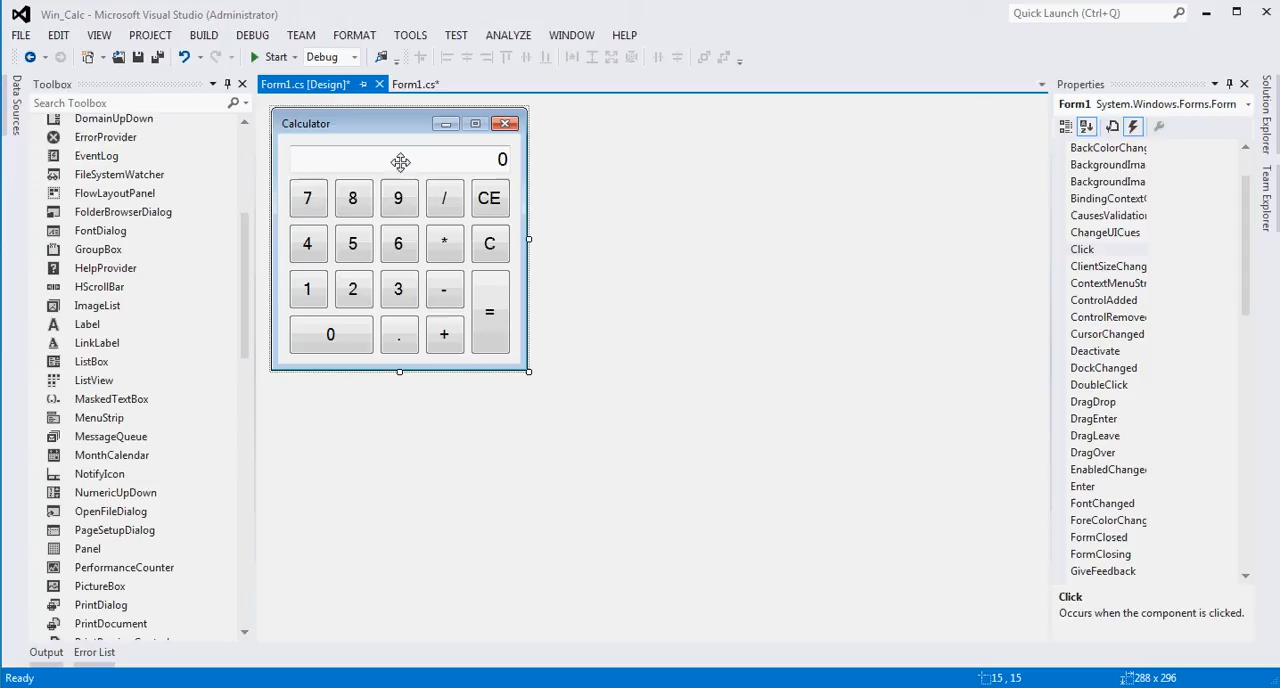 Win_Calc - Microsoft Visual Studio (Administrator)
Quick Launch (Ctrl+Q)
FILE EDIT VIEW PROJECT BUILD DEBUG TEAM FORMAT TOOLS TEST ANALYZE WINDOW HELP
Start Debug
Data Sources
Toolbox
Search Toolbox
DomainUpDown
ErrorProvider
EventLog
FileSystemWatcher
FlowLayoutPanel
FolderBrowserDialog
FontDialog
GroupBox
HelpProvider
HScrollBar
ImageList
Label
LinkLabel
ListBox
ListView
MaskedTextBox
MenuStrip
MessageQueue
MonthCalendar
NotifyIcon
NumericUpDown
OpenFileDialog
PageSetupDialog
Panel
PerformanceCounter
PictureBox
PrintDialog
PrintDocument
Form1.cs [Design]* Form1.cs*
Calculator
0
7 8 9 / CE
4 5 6 * C
1 2 3 - =
0 . +
Properties
Form1 System.Windows.Forms.Form
BackColorChang
BackgroundIma
BackgroundIma
BindingContext
CausesValidation
ChangeUICues
Click
ClientSizeChang
ContextMenuStr
ControlAdded
ControlRemove
CursorChanged
Deactivate
DockChanged
DoubleClick
DragDrop
DragEnter
DragLeave
DragOver
EnabledChange
Enter
FontChanged
ForeColorChang
FormClosed
FormClosing
GiveFeedback
Click
Occurs when the component is clicked.
Solution Explorer
Team Explorer
Output Error List
Ready 15 , 15 288 x 296